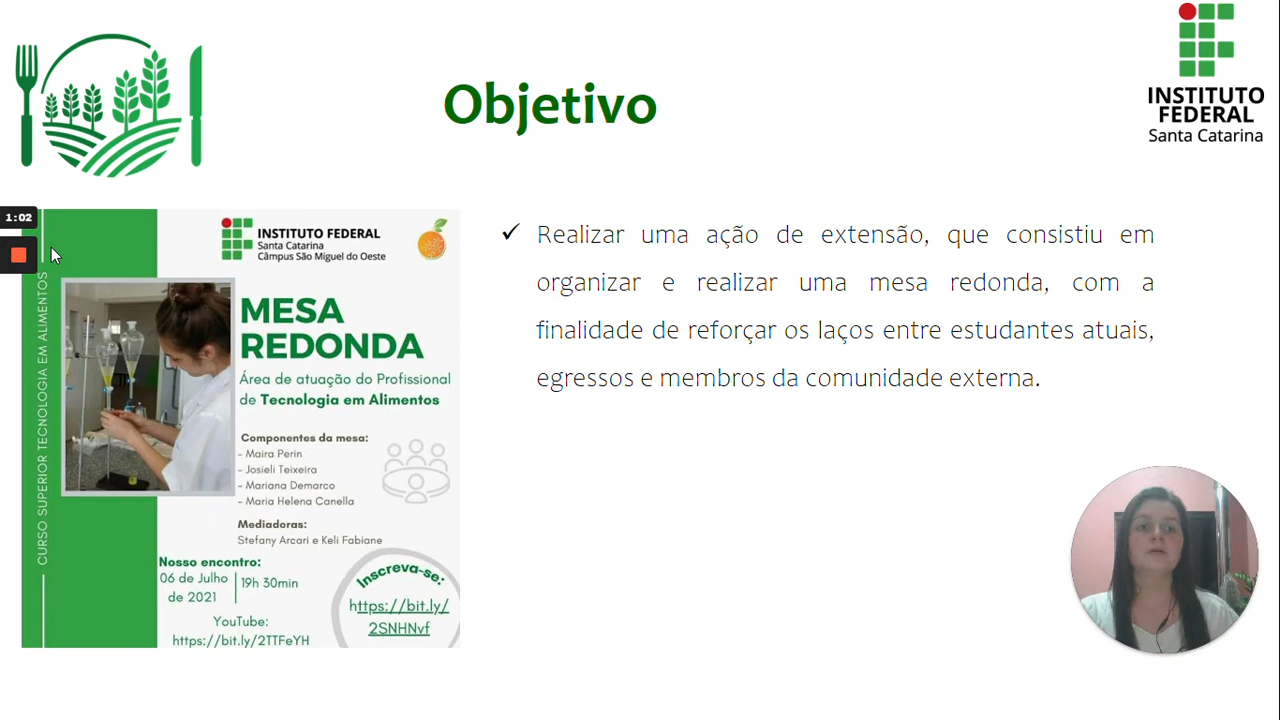 Objetivo
INSTITUTO
FEDERAL
Santa Catarina
1:02
INSTITUTO FEDERAL
Santa Catarina
Câmpus São Miguel do Oeste
CURSO SUPERIOR TECNOLOGIA EM ALIMENTOS
MESA
REDONDA
Área de atuação do Profissional
de Tecnologia em Alimentos
Componentes da mesa:
- Maira Perin
- Josieli Teixeira
- Mariana Demarco
- Maria Helena Canella
Mediadoras:
Stefany Arcari e Keli Fabiane
Nosso encontro:
06 de Julho
de 2021
19h 30min
YouTube:
https://bit.ly/2TTFeYH
Inscreva-se:
https://bit.ly/
2SNHNvf
✓ Realizar uma ação de extensão, que consistiu em
organizar e realizar uma mesa redonda, com a
finalidade de reforçar os laços entre estudantes atuais,
egressos e membros da comunidade externa.